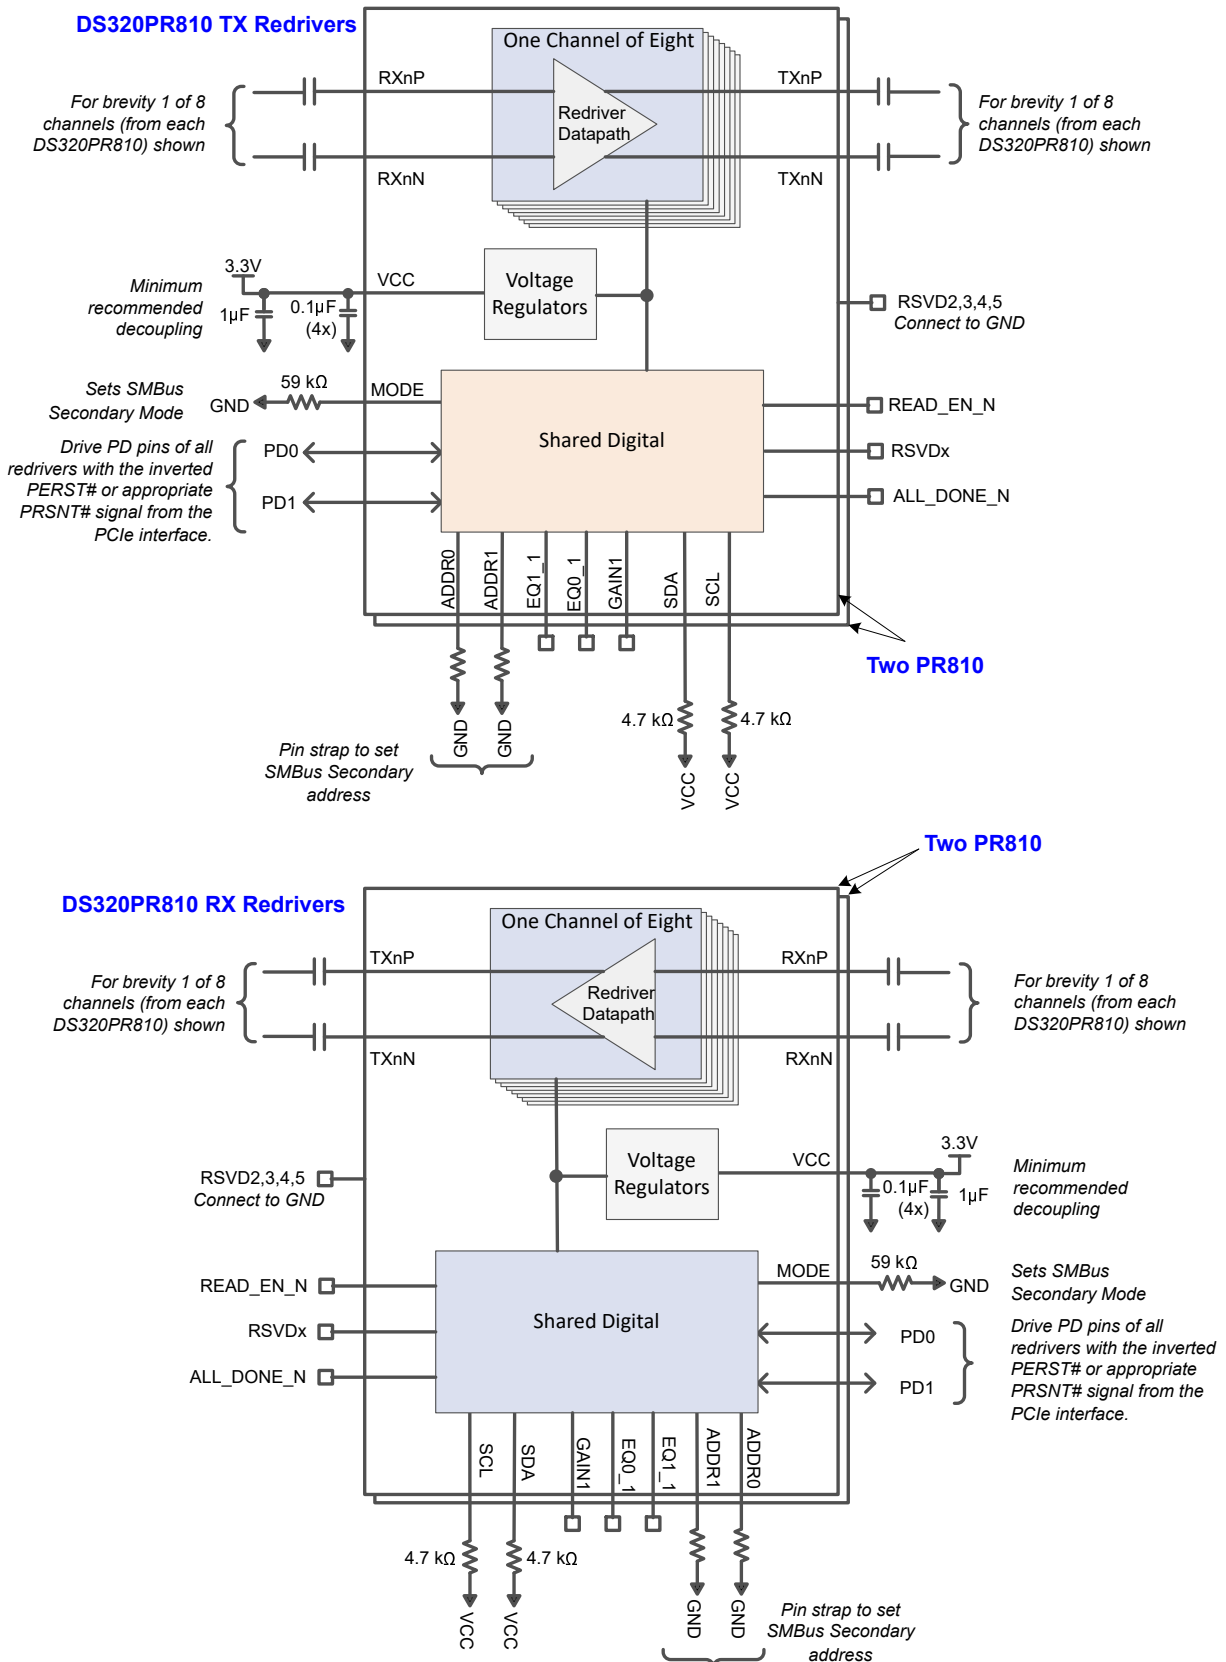 DS320PR810 TX Redrivers
One Channel of Eight
RXnP
TXnP
For brevity 1 of 8
channels (from each
DS320PR810) shown
Redriver
Datapath
For brevity 1 of 8
channels (from each
DS320PR810) shown
RXnN
TXnN
3.3V
VCC
Minimum
recommended
decoupling
1µF
0.1µF
(4x)
Voltage
Regulators
RSVD2,3,4,5
Connect to GND
Sets SMBus
Secondary Mode
GND
59 kΩ
MODE
READ_EN_N
Shared Digital
RSVDx
ALL_DONE_N
Drive PD pins of all
redrivers with the inverted
PERST# or appropriate
PRSNT# signal from the
PCIe interface.
PD0
PD1
ADDR0
ADDR1
EQ1_1
EQ0_1
GAIN1
SDA
SCL
Two PR810
4.7 kΩ
4.7 kΩ
GND
GND
VCC
VCC
Pin strap to set
SMBus Secondary
address
Two PR810
DS320PR810 RX Redrivers
One Channel of Eight
TXnP
RXnP
For brevity 1 of 8
channels (from each
DS320PR810) shown
Redriver
Datapath
For brevity 1 of 8
channels (from each
DS320PR810) shown
TXnN
RXnN
RSVD2,3,4,5
Connect to GND
Voltage
Regulators
VCC
3.3V
0.1µF
(4x)
1µF
Minimum
recommended
decoupling
READ_EN_N
RSVDx
ALL_DONE_N
Shared Digital
MODE
59 kΩ
GND
Sets SMBus
Secondary Mode
PD0
PD1
Drive PD pins of all
redrivers with the inverted
PERST# or appropriate
PRSNT# signal from the
PCIe interface.
SCL
SDA
GAIN1
EQ0_1
EQ1_1
ADDR1
ADDR0
4.7 kΩ
4.7 kΩ
VCC
VCC
GND
GND
Pin strap to set
SMBus Secondary
address